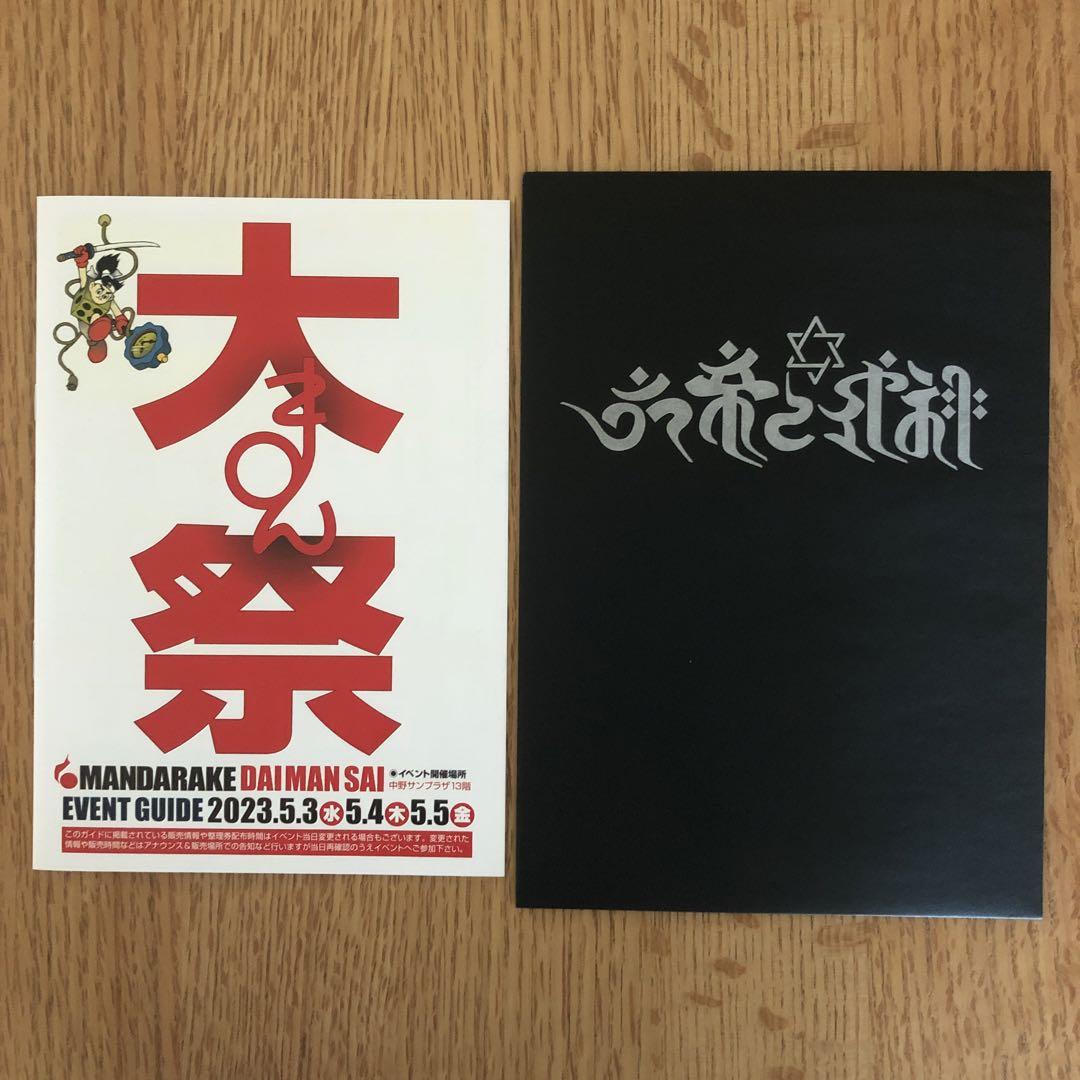 大まん祭
MANDARAKE DAI MAN SAI
●イベント開催場所
中野サンプラザ13階
EVENT GUIDE 2023.5.3水5.4木5.5金
このガイドに掲載されている販売情報や整理券配布時間はイベント当日変更される場合もございます。変更された
情報や販売時間などはアナウンス&販売場所での告知など行いますが当日再確認のうえイベントへご参加下さい。